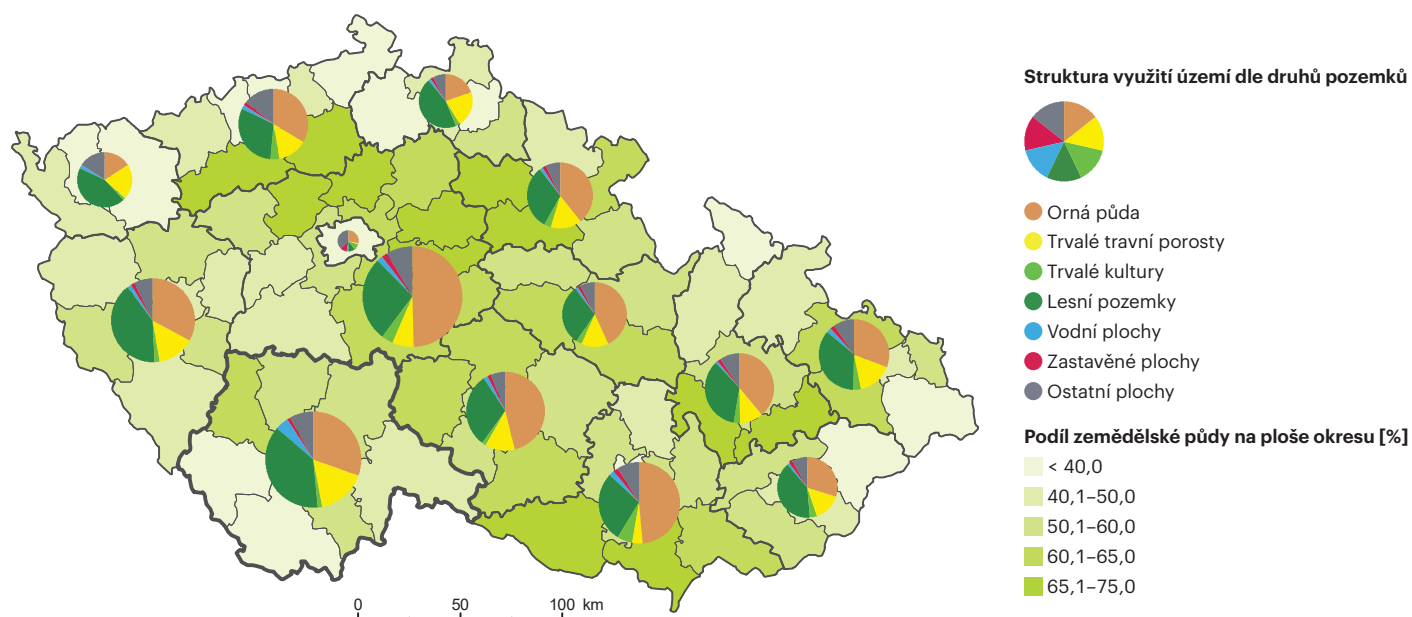 Struktura využití území dle druhů pozemků
Orná půda
Trvalé travní porosty
Trvalé kultury
Lesní pozemky
Vodní plochy
Zastavěné plochy
Ostatní plochy
Podíl zemědělské půdy na ploše okresu [%]
< 40,0
40,1–50,0
50,1–60,0
60,1–65,0
65,1–75,0
0 50 100 km